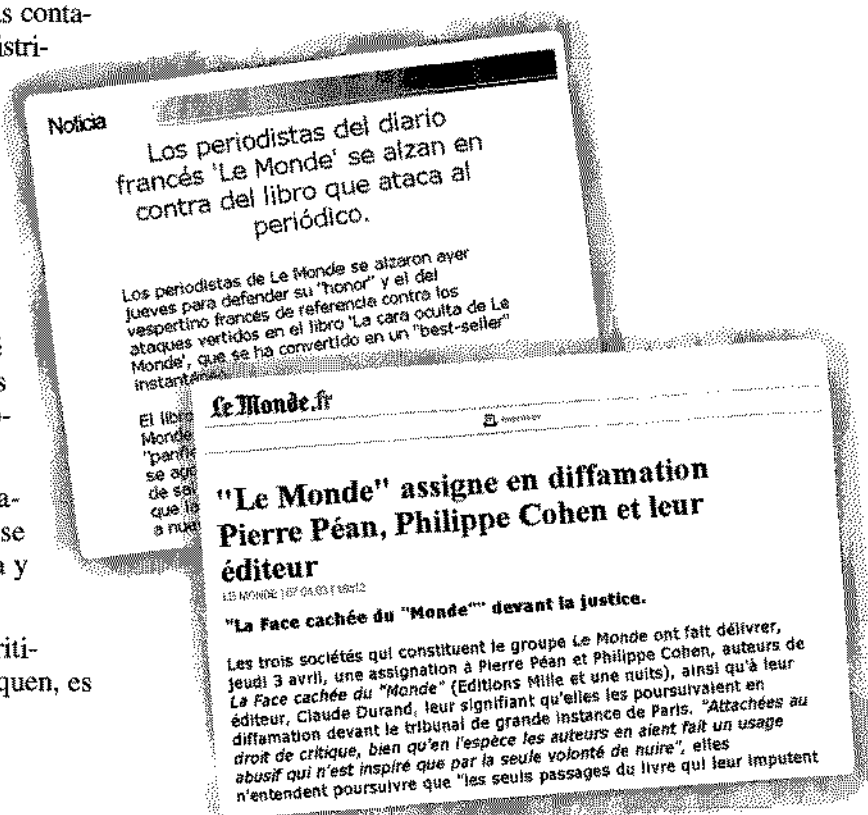 s conta-
istri-
s
-
a-
se
a y
riti-
quen, es
Noticia
Los periodistas del diario
francés 'Le Monde' se alzan en
contra del libro que ataca al
periódico.
Los periodistas de Le Monde se alzaron ayer
jueves para defender su "honor" y el del
vespertino francés de referencia contra los
ataques vertidos en el libro 'La cara oculta de Le
Monde', que se ha convertido en un "best-seller"
El libro
Monde
se
de
que
a
Le Monde.fr
"Le Monde" assigne en diffamation
Pierre Péan, Philippe Cohen et leur
éditeur
LE MONDE | 07.04.03 |
"La Face cachée du "Monde"" devant la justice.
Les trois sociétés qui constituent le groupe Le Monde ont fait délivrer,
jeudi 3 avril, une assignation à Pierre Péan et Philippe Cohen, auteurs de
La Face cachée du "Monde" (Editions Mille et une nuits), ainsi qu'à leur
éditeur, Claude Durand, leur signifiant qu'elles les poursuivaient en
diffamation devant le tribunal de grande instance de Paris. "Attachées au
droit de critique, bien qu'en l'espèce les auteurs en aient fait un usage
abusif qui n'est inspiré que par la seule volonté de nuire", elles
n'entendent poursuivre que "les seuls passages du livre qui leur imputent